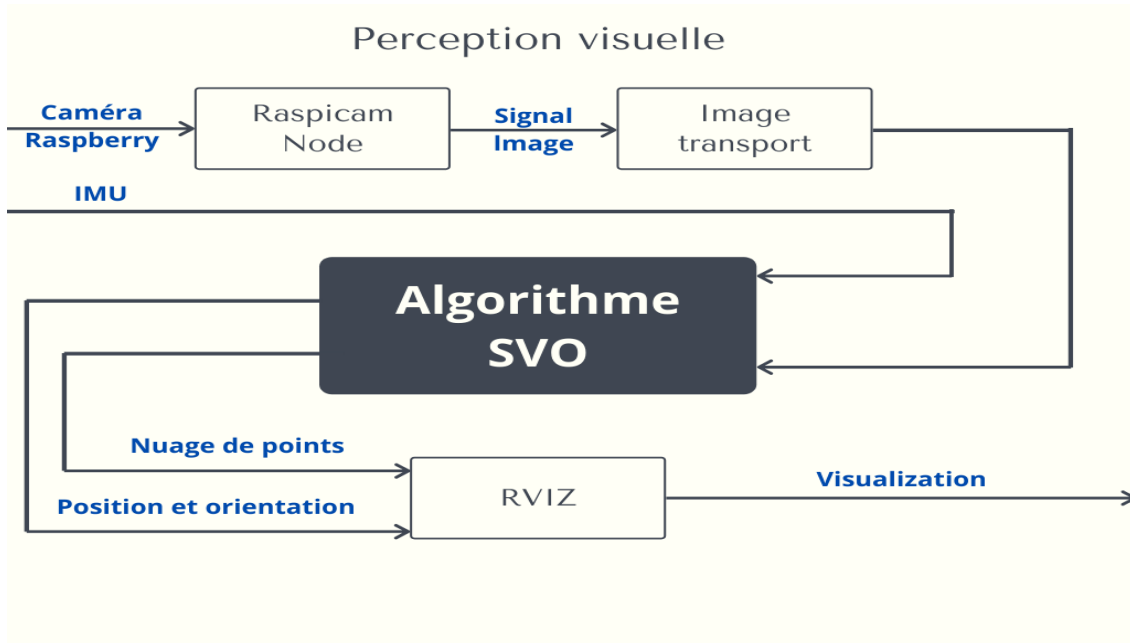 Perception visuelle
Caméra
Raspberry
Raspicam
Node
Signal
Image
Image
transport
IMU
Algorithme
SVO
Nuage de points
Position et orientation
RVIZ
Visualization